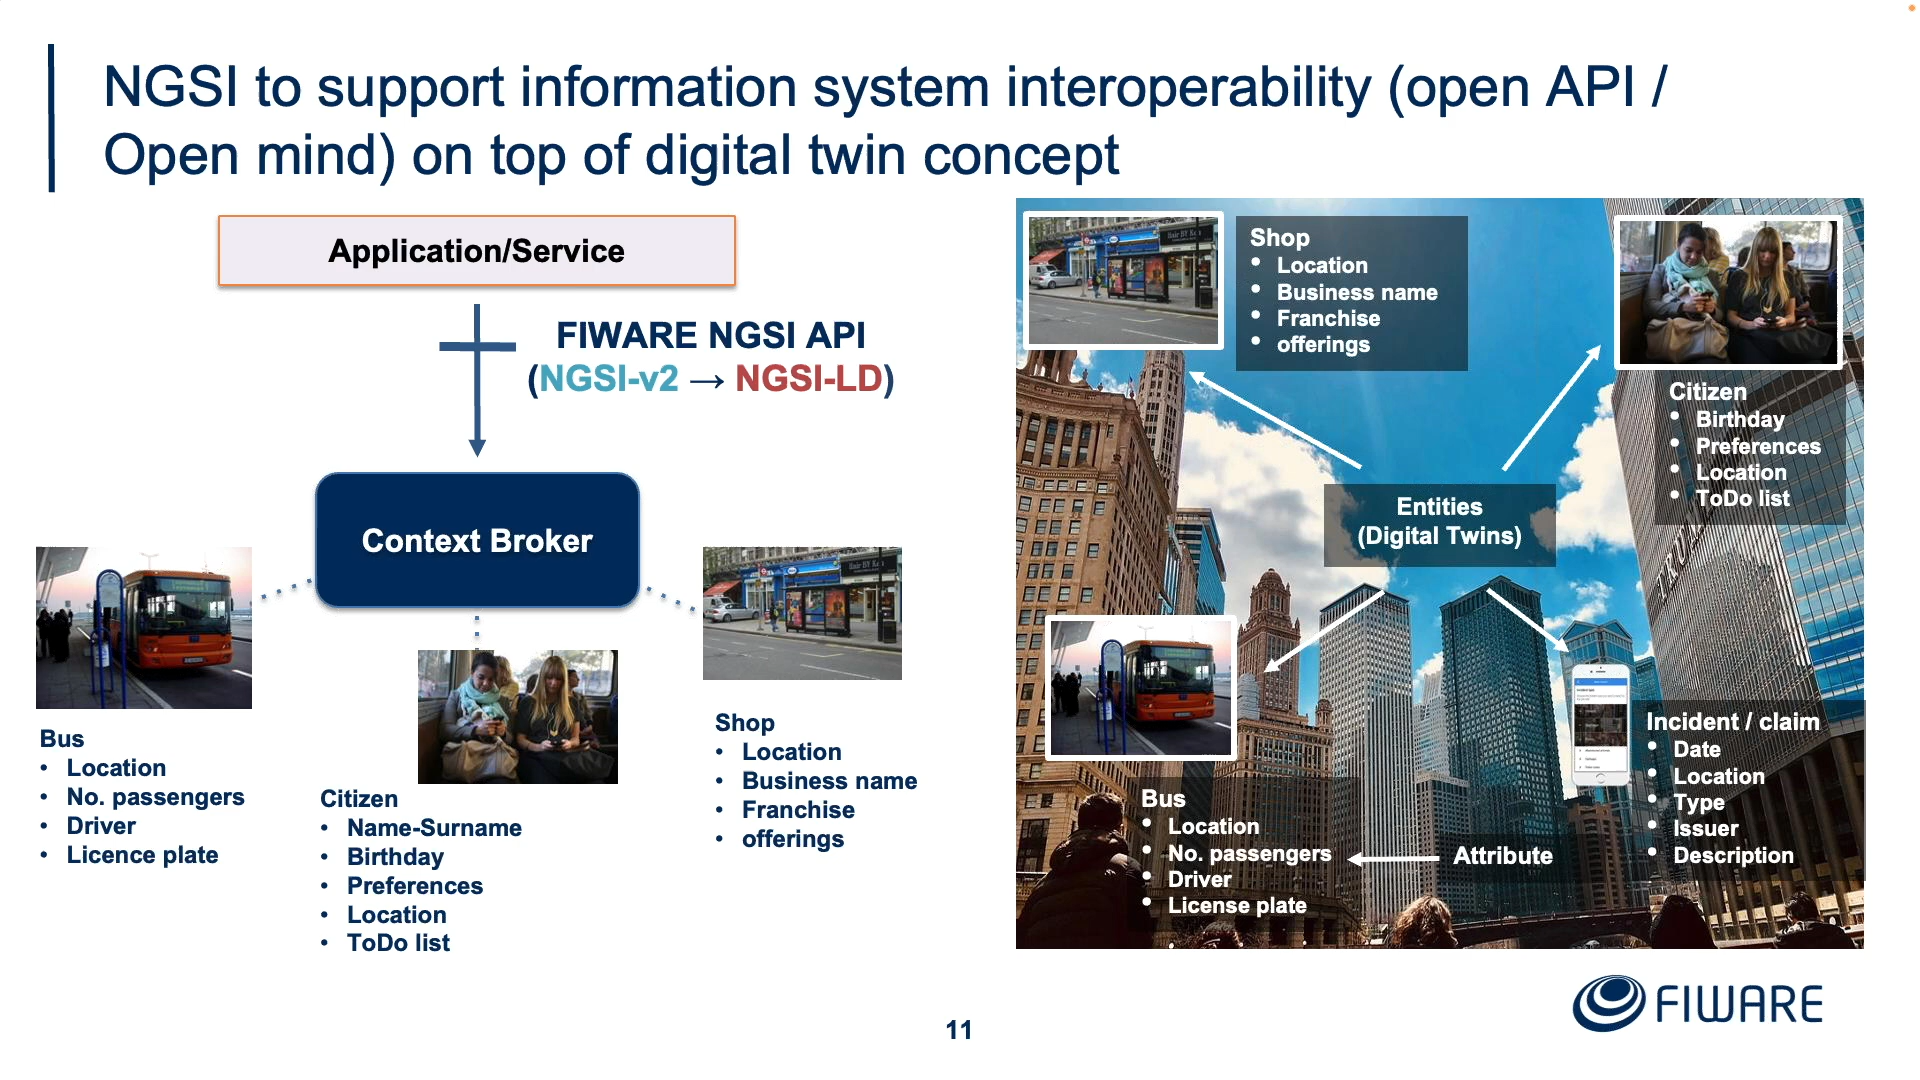 NGSI to support information system interoperability (open API /
Open mind) on top of digital twin concept
Application/Service
FIWARE NGSI API
(NGSI-v2 → NGSI-LD)
Context Broker
Bus
• Location
• No. passengers
• Driver
• Licence plate
Citizen
• Name-Surname
• Birthday
• Preferences
• Location
• ToDo list
Shop
• Location
• Business name
• Franchise
• offerings
Shop
• Location
• Business name
• Franchise
• offerings
Citizen
• Birthday
• Preferences
• Location
• ToDo list
Entities
(Digital Twins)
Bus
• Location
• No. passengers
• Driver
• License plate
Attribute
Incident / claim
• Date
• Location
• Type
• Issuer
• Description
FIWARE
11